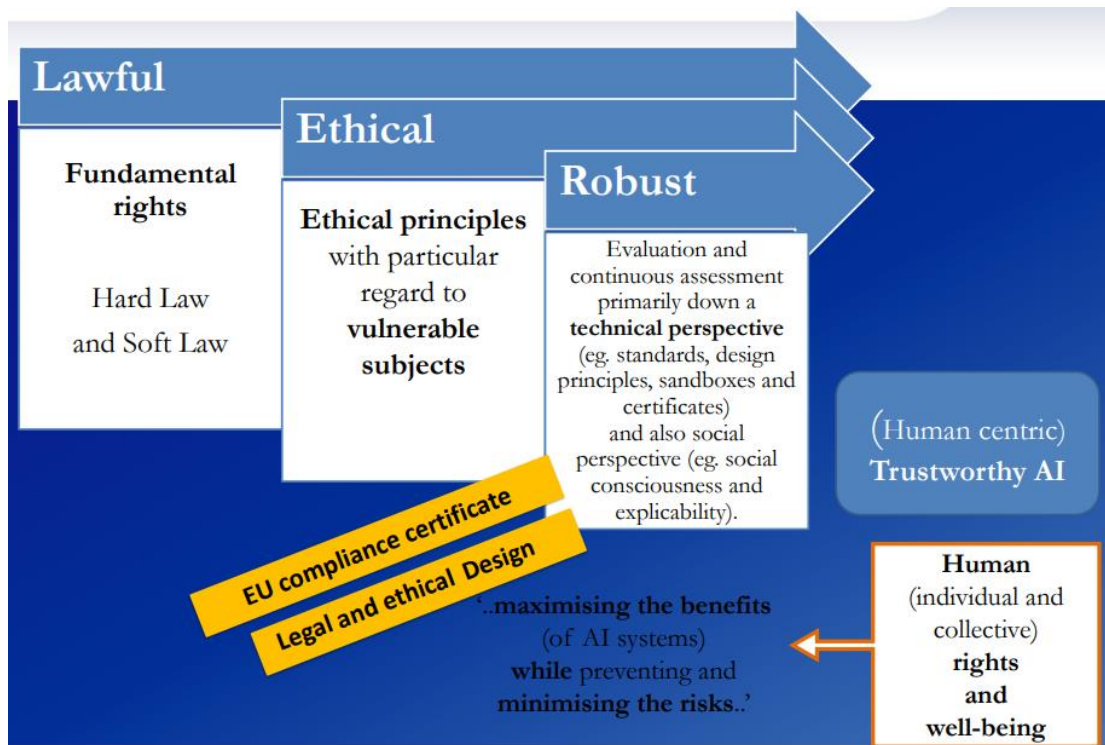 Lawful
Fundamental
rights
Hard Law
and Soft Law
Ethical
Ethical principles
with particular
regard to
vulnerable
subjects
Robust
Evaluation and
continuous assessment
primarily down a
technical perspective
(eg. standards, design
principles, sandboxes and
certificates)
and also social
perspective (eg. social
consciousness and
explicability).
(Human centric)
Trustworthy AI
EU compliance certificate
Legal and ethical Design
‘..maximising the benefits
(of AI systems)
while preventing and
minimising the risks..’
Human
(individual and
collective)
rights
and
well-being